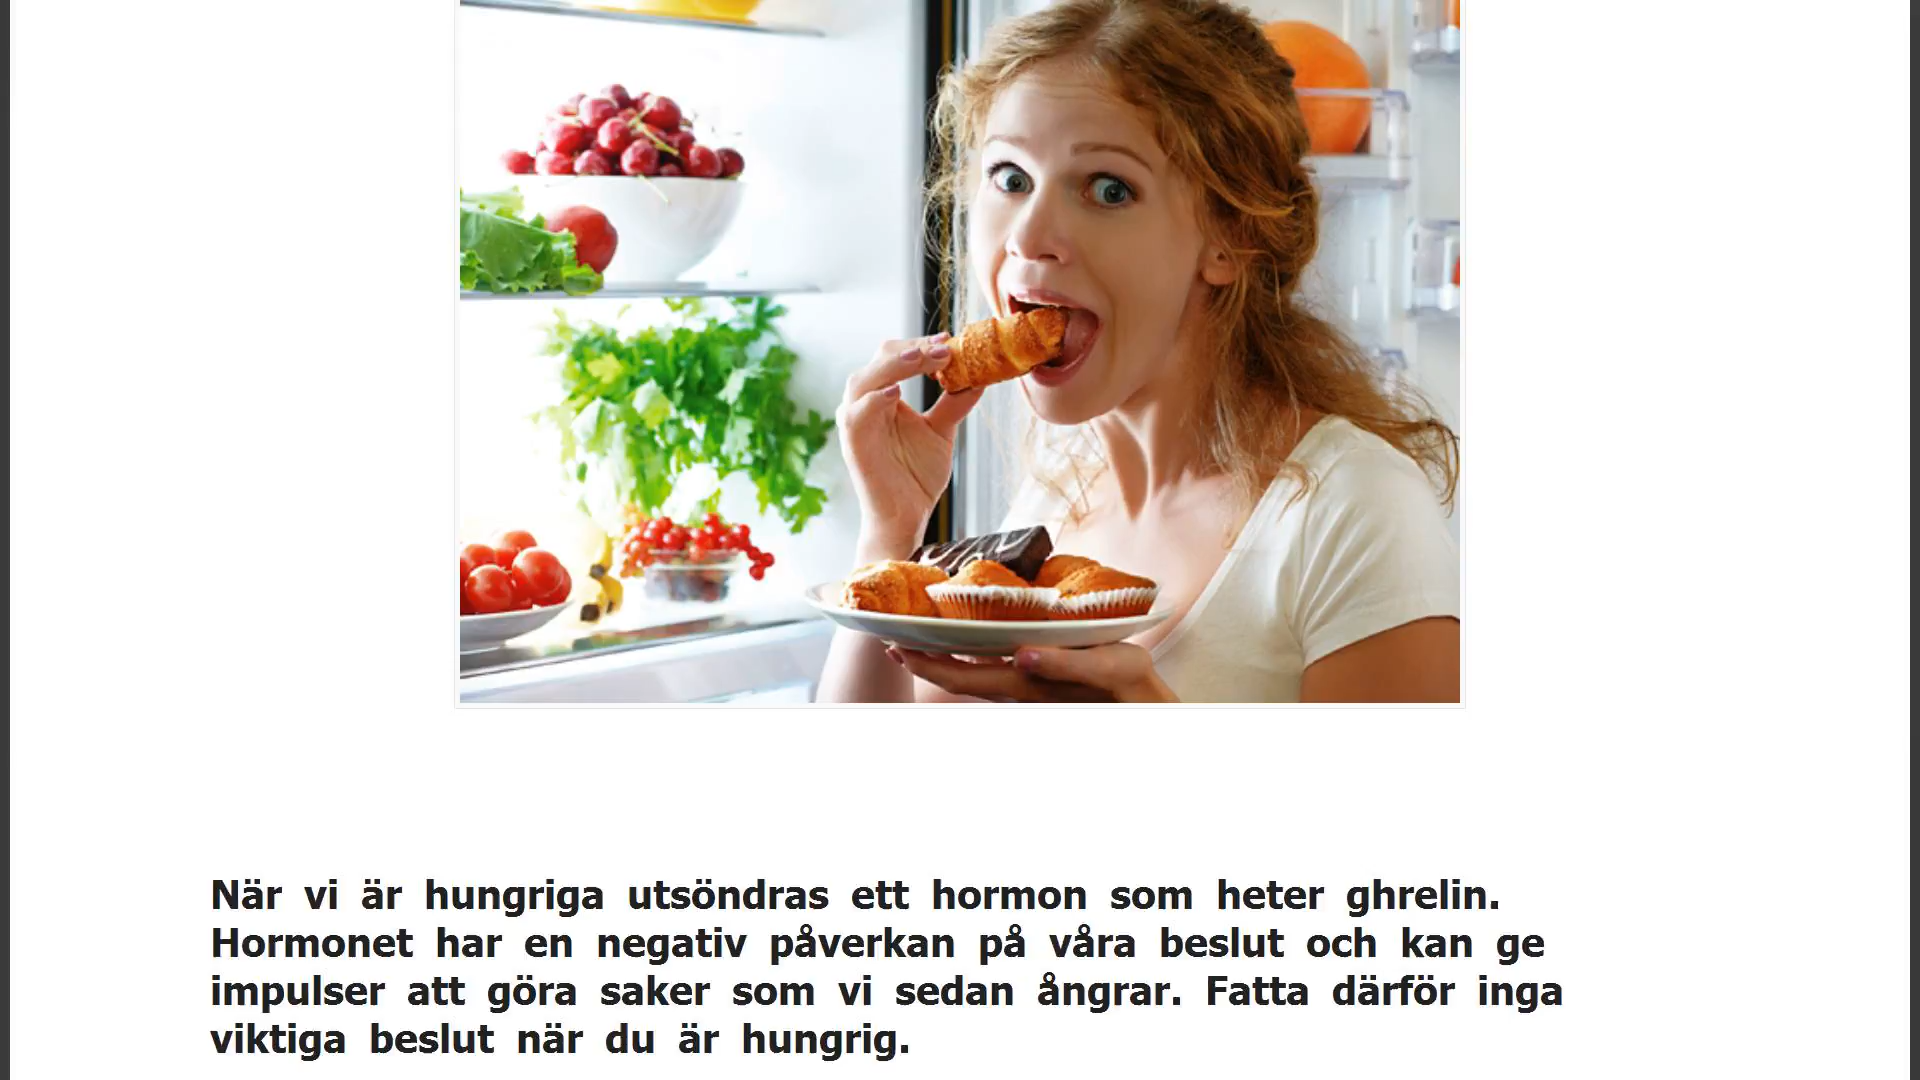 När vi är hungriga utsöndras ett hormon som heter ghrelin.
Hormonet har en negativ påverkan på våra beslut och kan ge
impulser att göra saker som vi sedan ångrar. Fatta därför inga
viktiga beslut när du är hungrig.